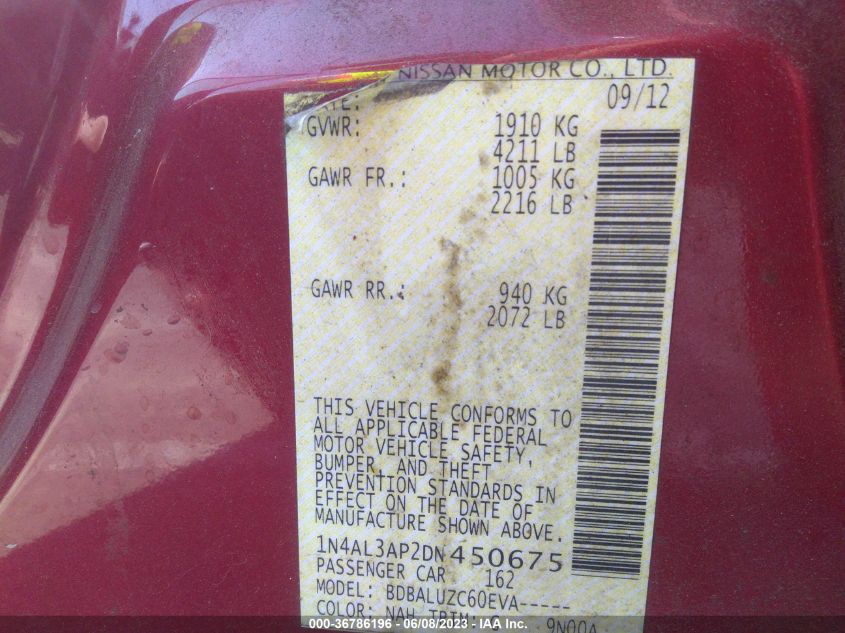 NISSAN MOTOR CO., LTD.
DATE: 09/12
GVWR: 1910 KG
4211 LB
GAWR FR.: 1005 KG
2216 LB
GAWR RR.: 940 KG
2072 LB
THIS VEHICLE CONFORMS TO
ALL APPLICABLE FEDERAL
MOTOR VEHICLE SAFETY,
BUMPER, AND THEFT
PREVENTION STANDARDS IN
EFFECT ON THE DATE OF
MANUFACTURE SHOWN ABOVE.
1N4AL3AP2DN450675
PASSENGER CAR 162
MODEL: BDBALUZC60EVA-----
COLOR: NAH TRIM: G 9N00A
000-36786196 - 06/08/2023 - © IAA Inc.